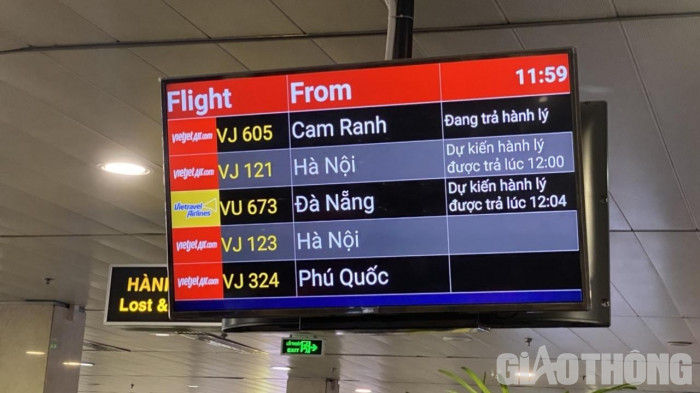 Flight From 11:59
vietjetAir.com VJ 605 Cam Ranh Đang trả hành lý
vietjetAir.com VJ 121 Hà Nội Dự kiến hành lý
được trả lúc 12:00
Vietravel Airlines VU 673 Đà Nẵng Dự kiến hành lý
được trả lúc 12:04
vietjetAir.com VJ 123 Hà Nội
vietjetAir.com VJ 324 Phú Quốc
HÀN
Lost &
EXIT
GIAOTHÔNG